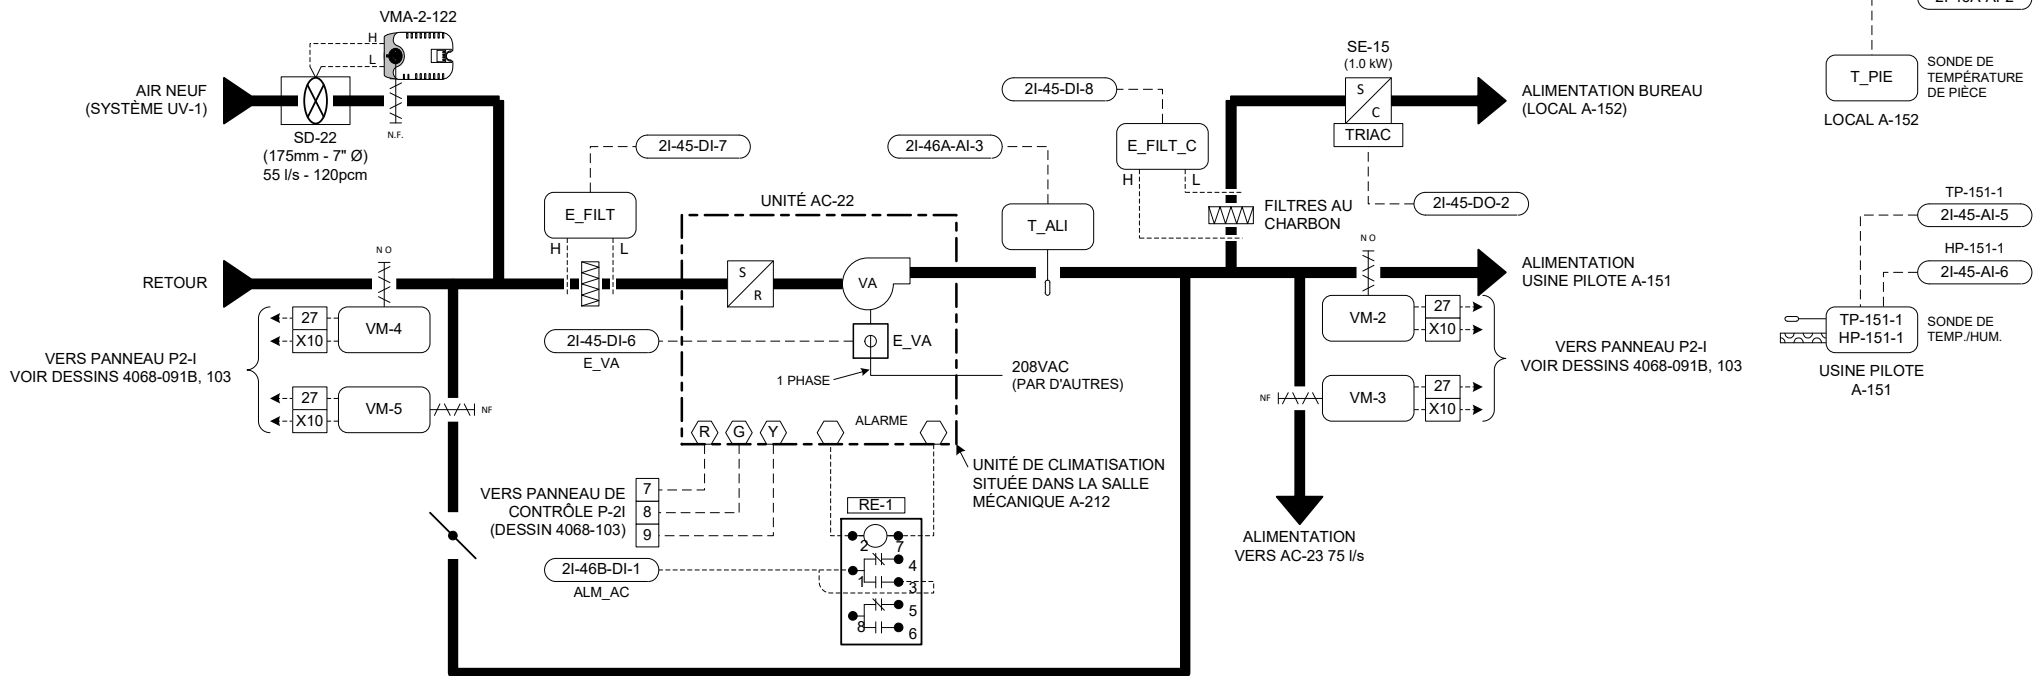 VMA-2-122
H
L
AIR NEUF
(SYSTÈME UV-1)
N.F.
SD-22
(175mm - 7" Ø)
55 l/s - 120pcm
2I-45-DI-7
E_FILT
H
L
UNITÉ AC-22
2I-46A-AI-3
T_ALI
2I-45-DI-8
E_FILT_C
H
L
SE-15
(1.0 kW)
S
C
TRIAC
ALIMENTATION BUREAU
(LOCAL A-152)
2I-45-DO-2
FILTRES AU
CHARBON
T_PIE
SONDE DE
TEMPÉRATURE
DE PIÈCE
LOCAL A-152
TP-151-1
2I-45-AI-5
HP-151-1
2I-45-AI-6
TP-151-1
HP-151-1
SONDE DE
TEMP./HUM.
USINE PILOTE
A-151
RETOUR
N O
S
R
VA
N O
ALIMENTATION
USINE PILOTE A-151
27
X10
VM-4
27
X10
VM-5
NF
VERS PANNEAU P2-I
VOIR DESSINS 4068-091B, 103
2I-45-DI-6
E_VA
E_VA
1 PHASE
208VAC
(PAR D'AUTRES)
VM-2
27
X10
NF
VM-3
27
X10
VERS PANNEAU P2-I
VOIR DESSINS 4068-091B, 103
R
G
Y
ALARME
UNITÉ DE CLIMATISATION
SITUÉE DANS LA SALLE
MÉCANIQUE A-212
VERS PANNEAU DE
CONTRÔLE P-2I
(DESSIN 4068-103)
7
8
9
RE-1
2
7
4
1
3
5
8
6
2I-46B-DI-1
ALM_AC
ALIMENTATION
VERS AC-23 75 l/s